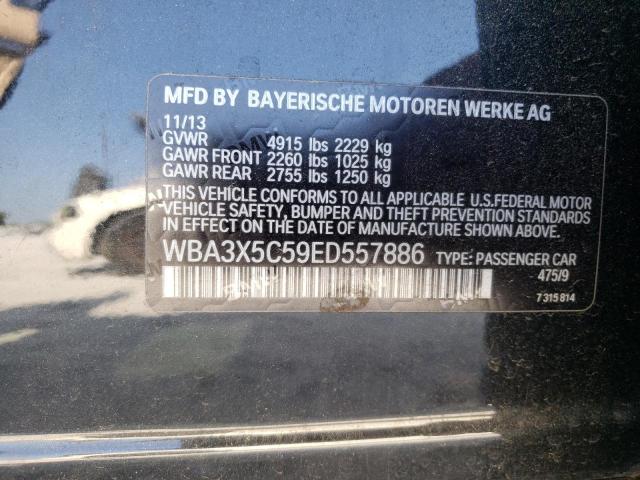 MFD BY BAYERISCHE MOTOREN WERKE AG
11/13
GVWR 4915 lbs 2229 kg
GAWR FRONT 2260 lbs 1025 kg
GAWR REAR 2755 lbs 1250 kg
THIS VEHICLE CONFORMS TO ALL APPLICABLE U.S.FEDERAL MOTOR
VEHICLE SAFETY, BUMPER AND THEFT PREVENTION STANDARDS
IN EFFECT ON THE DATE OF MANUFACTURE SHOWN ABOVE.
WBA3X5C59ED557886 TYPE: PASSENGER CAR
475/9
7 315 814